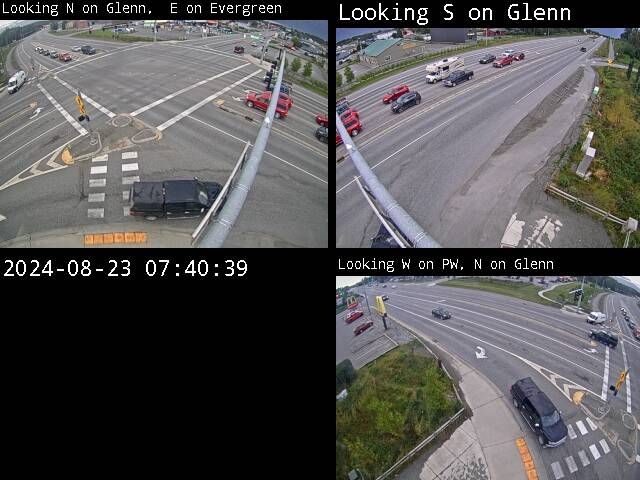 Looking N on Glenn,  E on Evergreen
Looking S on Glenn
2024-08-23 07:40:39
Looking W on PW, N on Glenn